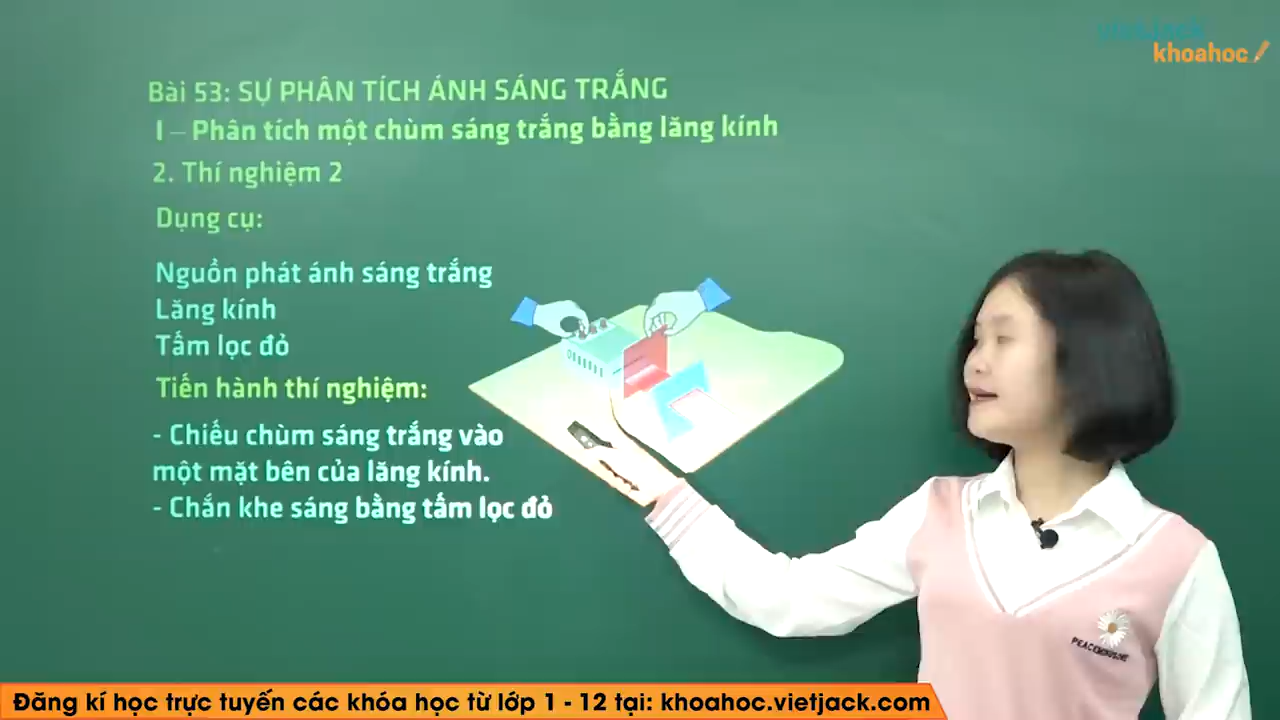 vietjack
khoahoc
Bài 53: SỰ PHÂN TÍCH ÁNH SÁNG TRẮNG
I – Phân tích một chùm sáng trắng bằng lăng kính
2. Thí nghiệm 2
Dụng cụ:
Nguồn phát ánh sáng trắng
Lăng kính
Tấm lọc đỏ
Tiến hành thí nghiệm:
- Chiếu chùm sáng trắng vào
một mặt bên của lăng kính.
- Chắn khe sáng bằng tấm lọc đỏ
Đăng kí học trực tuyến các khóa học từ lớp 1 - 12 tại: khoahoc.vietjack.com